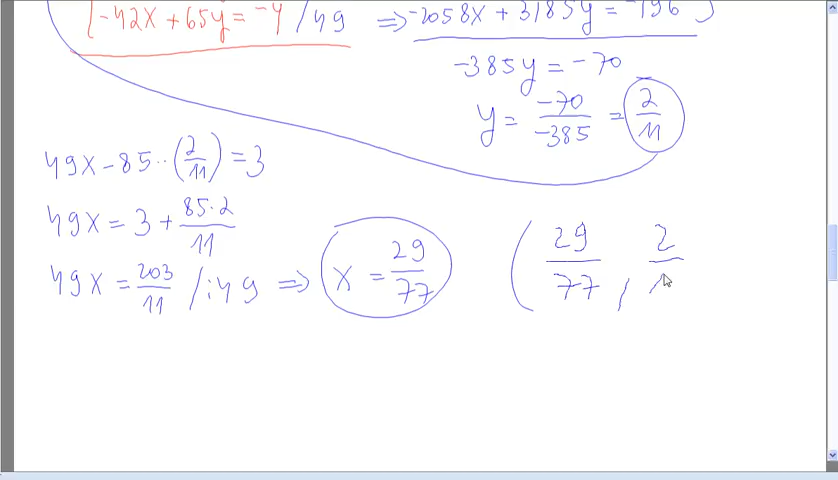 -42x + 65y = -4 / 49 ⇒ -2058x + 3185y = -196
-385y = -70
y = -70/-385 = 2/11
49x - 85·(2/11) = 3
49x = 3 + 85·2/11
49x = 203/11 /:49 ⇒ x = 29/77
(29/77, 2/